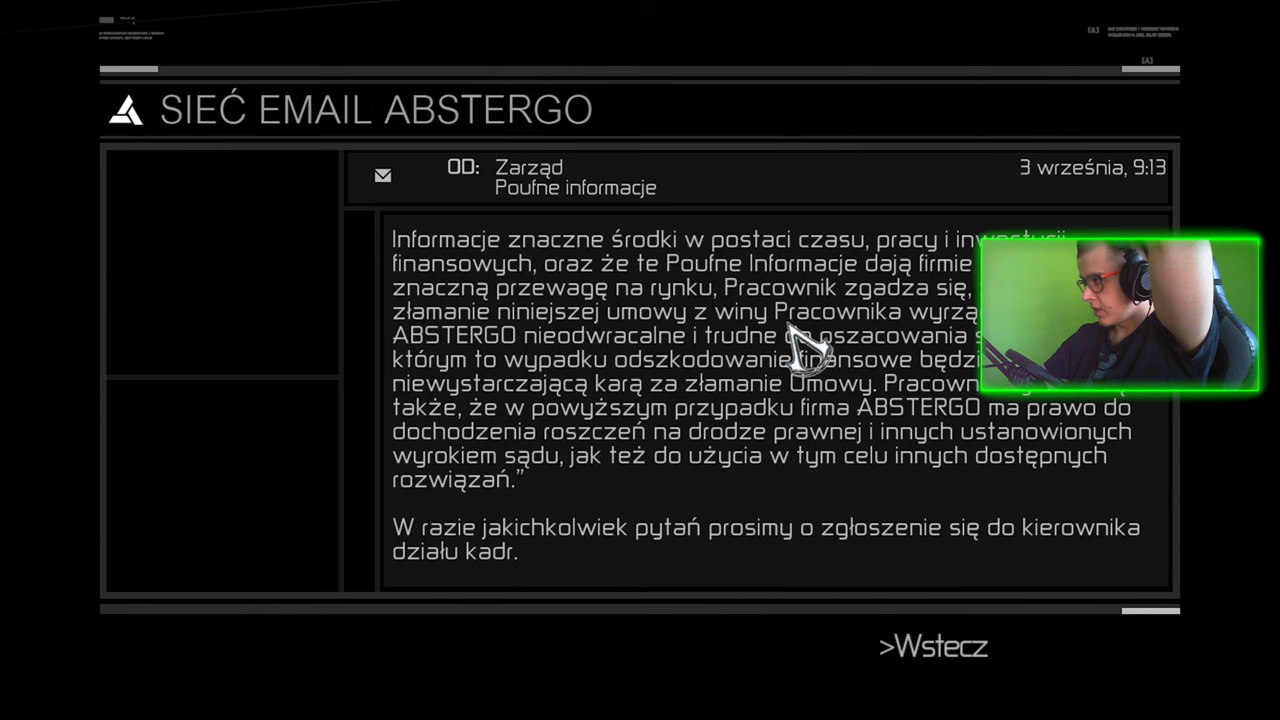 [A]
[A]
SIEĆ EMAIL ABSTERGO
OD: Zarząd 3 września, 9:13
Poufne informacje
Informacje znaczne środki w postaci czasu, pracy i inwestycji
finansowych, oraz że te Poufne Informacje dają firmie
znaczną przewagę na rynku, Pracownik zgadza się,
złamanie niniejszej umowy z winy Pracownika
ABSTERGO nieodwracalne i trudne do oszacowania
którym to wypadku odszkodowanie finansowe
niewystarczającą karą za złamanie Umowy.
także, że w powyższym przypadku firma ABSTERGO ma prawo do
dochodzenia roszczeń na drodze prawnej i innych ustanowionych
wyrokiem sądu, jak też do użycia w tym celu innych dostępnych
rozwiązań.”
W razie jakichkolwiek pytań prosimy o zgłoszenie się do kierownika
działu kadr.
>Wstecz